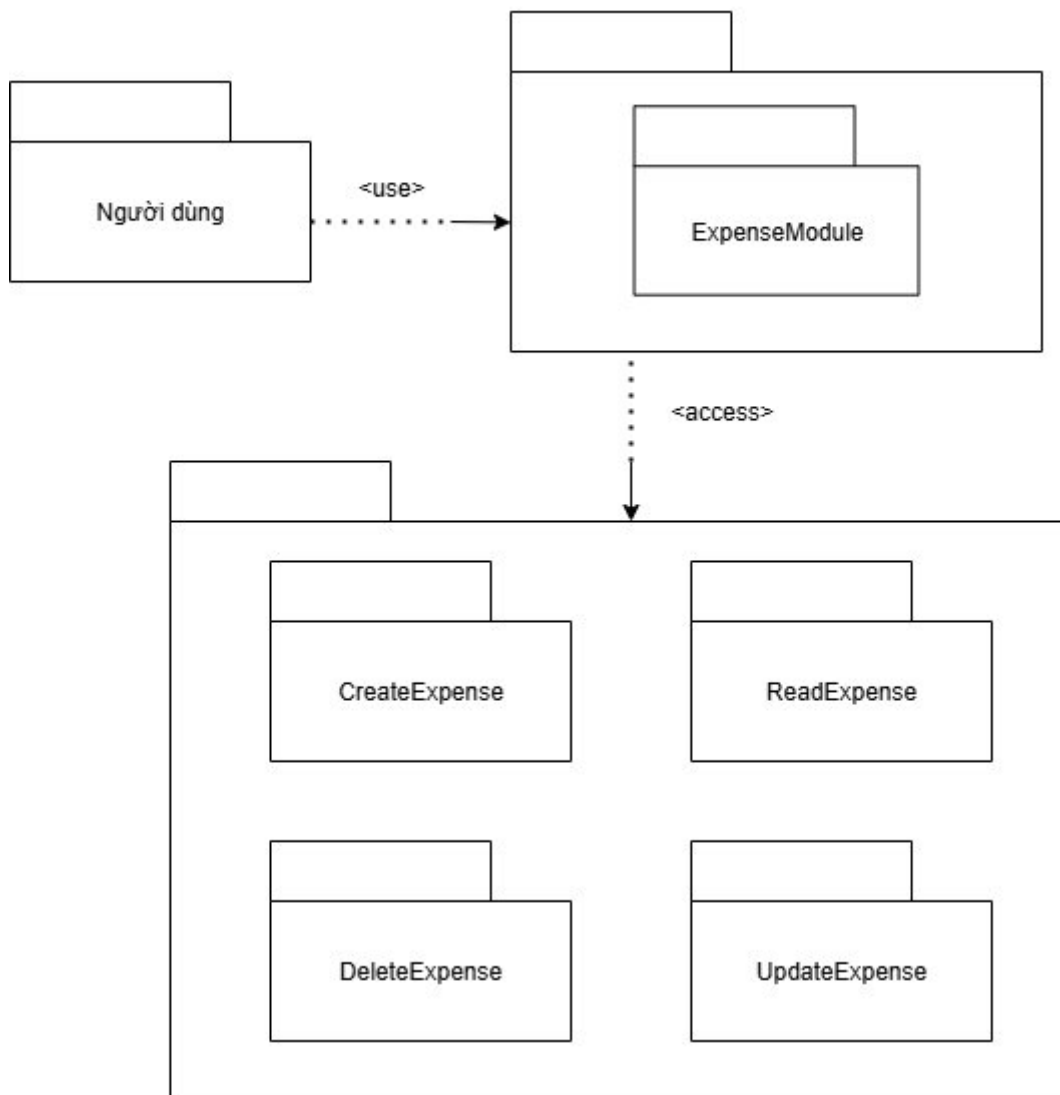 Người dùng
<use>
ExpenseModule
<access>
CreateExpense
ReadExpense
DeleteExpense
UpdateExpense